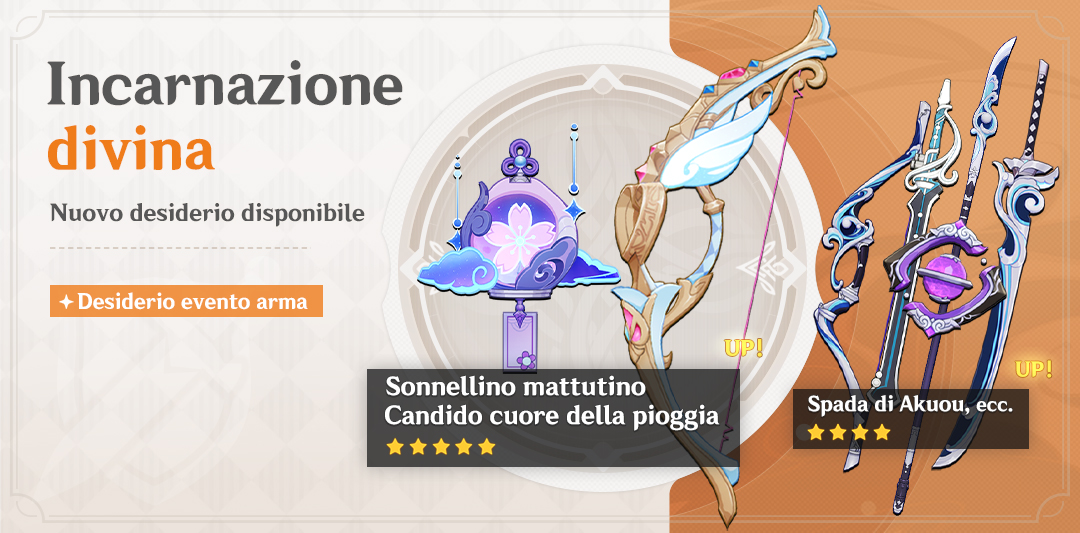 Incarnazione
divina
Nuovo desiderio disponibile
Desiderio evento arma
UP!
Sonnellino mattutino
Candido cuore della pioggia
UP!
Spada di Akuou, ecc.